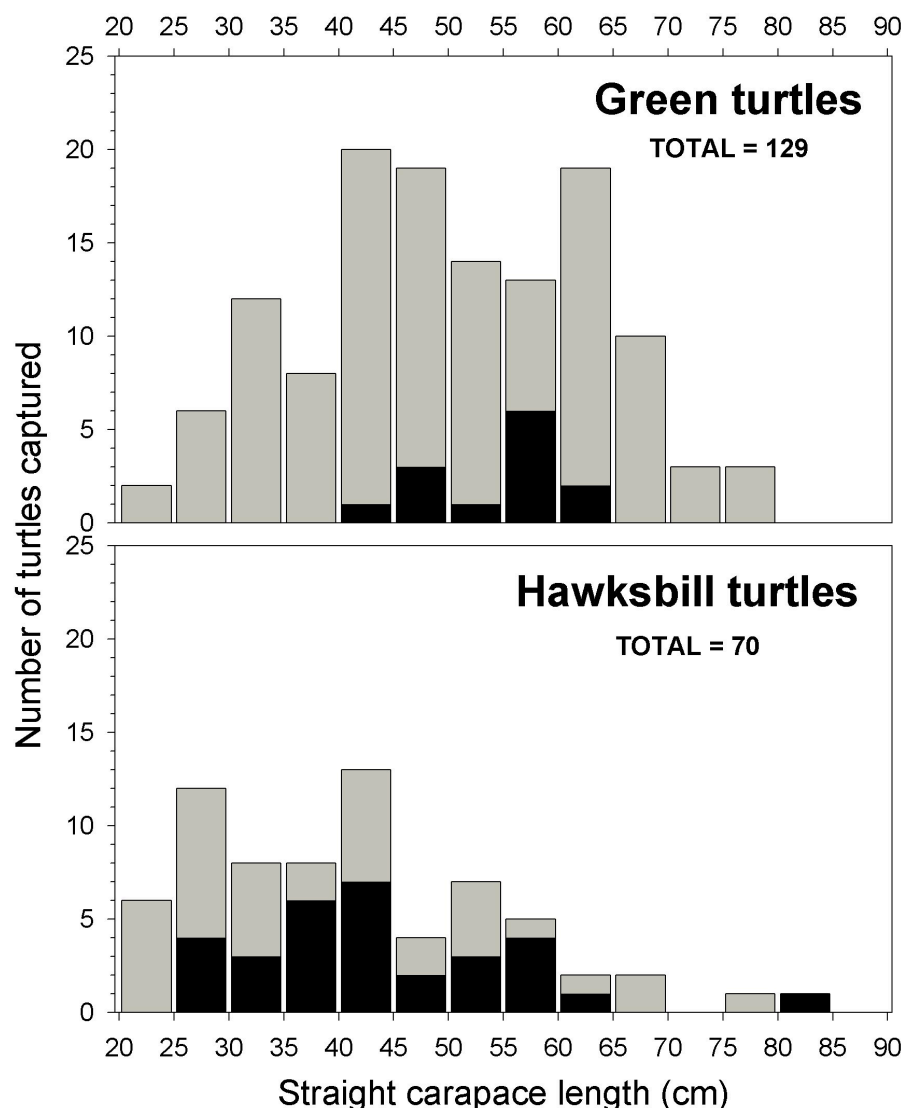 20 25 30 35 40 45 50 55 60 65 70 75 80 85 90
25
Green turtles
TOTAL = 129
20
15
10
5
0
Number of turtles captured
25
Hawksbill turtles
20
TOTAL = 70
15
10
5
0
20 25 30 35 40 45 50 55 60 65 70 75 80 85 90
Straight carapace length (cm)